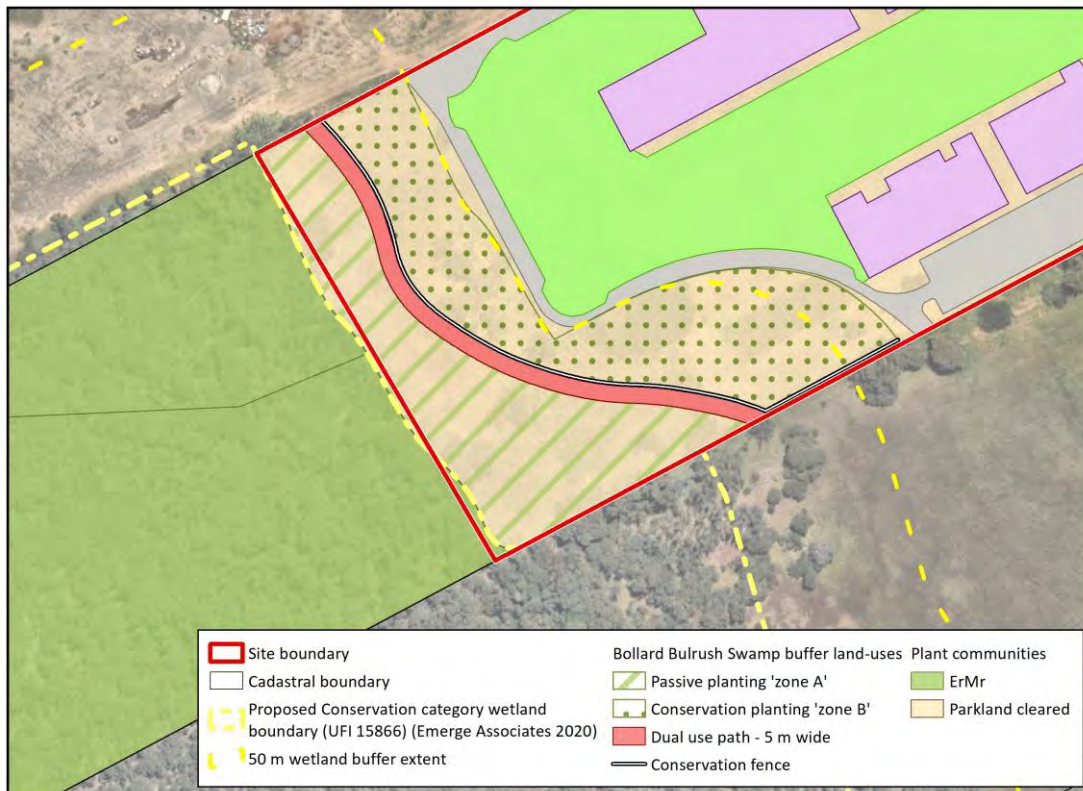 Site boundary
Cadastral boundary
Proposed Conservation category wetland
boundary (UFI 15866) (Emerge Associates 2020)
50 m wetland buffer extent
Bollard Bulrush Swamp buffer land-uses
Passive planting 'zone A'
Conservation planting 'zone B'
Dual use path - 5 m wide
Conservation fence
Plant communities
ErMr
Parkland cleared